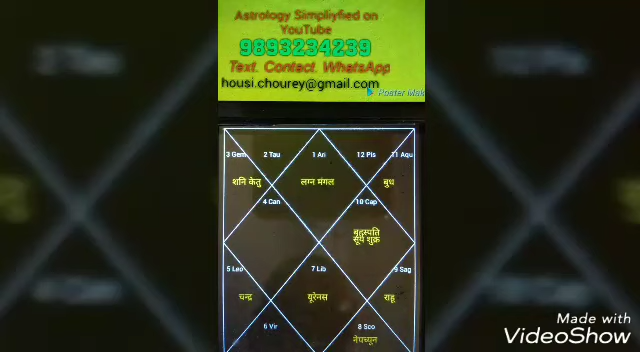 Astrology Simpliyfied on
YouTube
9893234239
Text. Contact. WhatsApp
housi.chourey@gmail.com
Poster Mak
3 Gem 2 Tau 1 Ari 12 Pis 11 Aqu
शनि केतु लग्न मंगल बुध
4 Can 10 Cap
बृहस्पति
सूर्य शुक्र
5 Leo 7 Lib 9 Sag
चन्द्र यूरेनस राहू
6 Vir 8 Sco
नेपच्यून
Made with
VideoShow